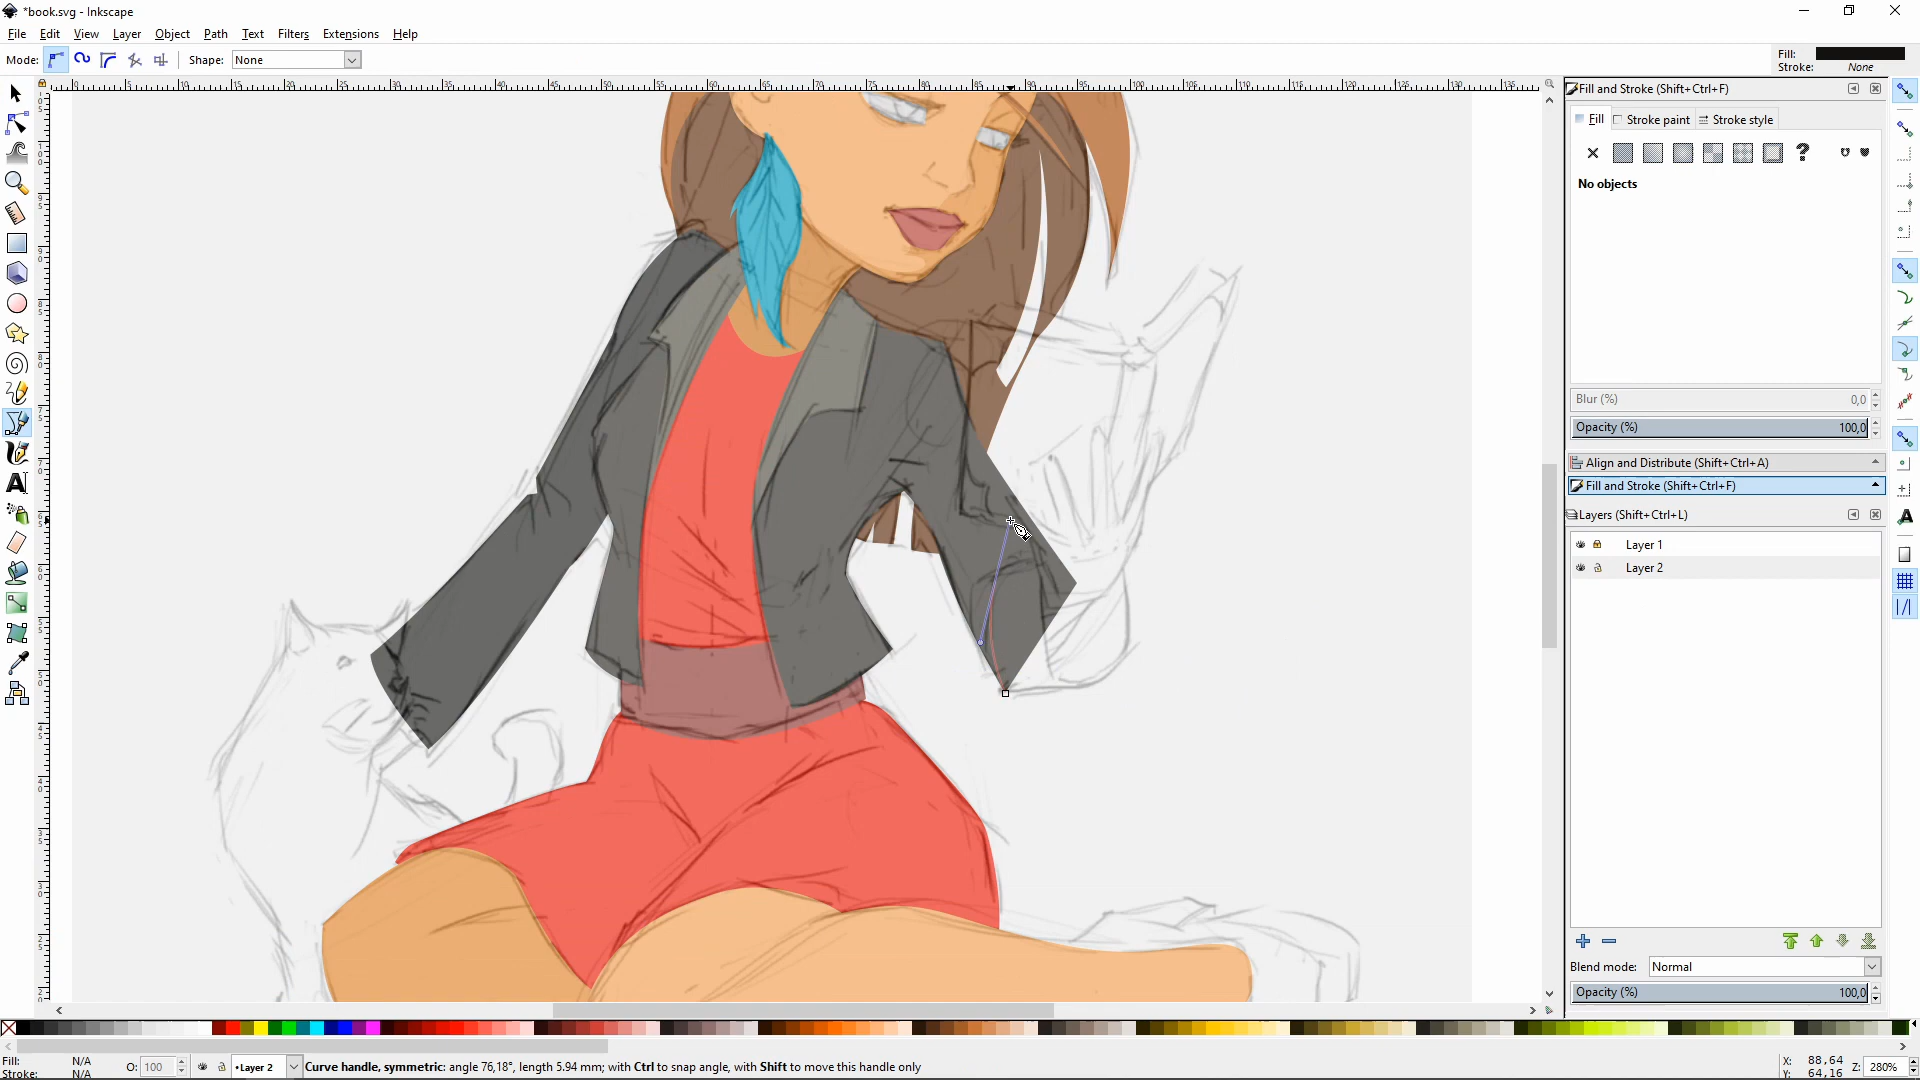 *book.svg - Inkscape
File Edit View Layer Object Path Text Filters Extensions Help
Mode: Shape: None
Fill:
Stroke: None
Fill and Stroke (Shift+Ctrl+F)
Fill Stroke paint Stroke style
No objects
Blur (%) 0,0
Opacity (%) 100,0
Align and Distribute (Shift+Ctrl+A)
Fill and Stroke (Shift+Ctrl+F)
Layers (Shift+Ctrl+L)
Layer 1
Layer 2
Blend mode: Normal
Opacity (%) 100,0
Fill: N/A
Stroke: N/A
O: 100
•Layer 2
Curve handle, symmetric: angle 76,18°, length 5.94 mm; with Ctrl to snap angle, with Shift to move this handle only
X: 88,64
Y: 64,16
Z: 280%